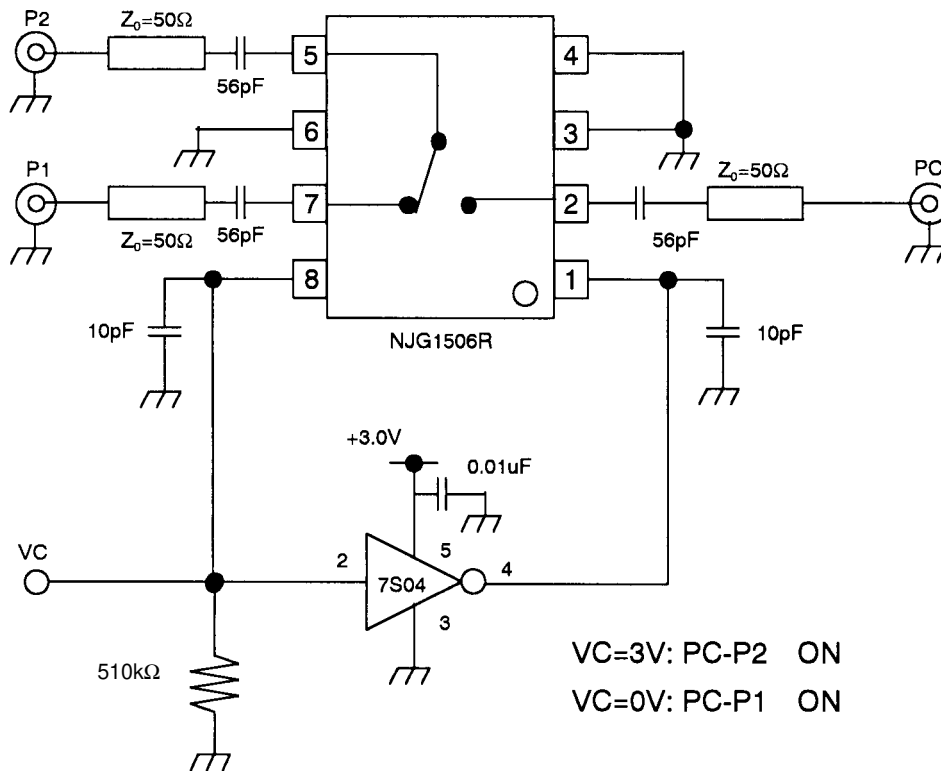 P2
Z₀=50Ω
56pF
5
4
6
3
P1
Z₀=50Ω
56pF
7
2
56pF
Z₀=50Ω
PC
8
1
10pF
10pF
NJG1506R
+3.0V
0.01uF
VC
2
7S04
5
4
3
510kΩ
VC=3V: PC-P2 ON
VC=0V: PC-P1 ON